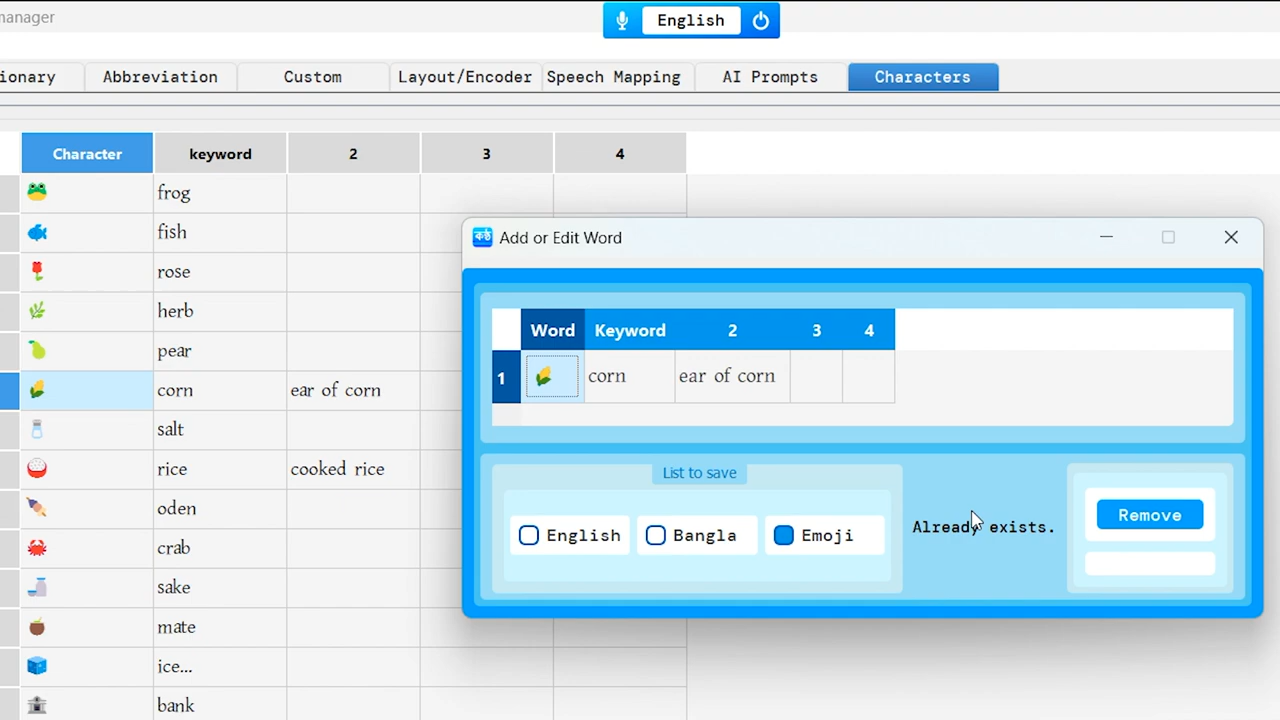 manager
English
ionary Abbreviation Custom Layout/Encoder Speech Mapping AI Prompts Characters
Character keyword 2 3 4
frog
fish
rose
herb
pear
corn ear of corn
salt
rice cooked rice
oden
crab
sake
mate
ice...
bank
কণ্ঠ Add or Edit Word
Word Keyword 2 3 4
1 corn ear of corn
List to save
English Bangla Emoji
Already exists.
Remove